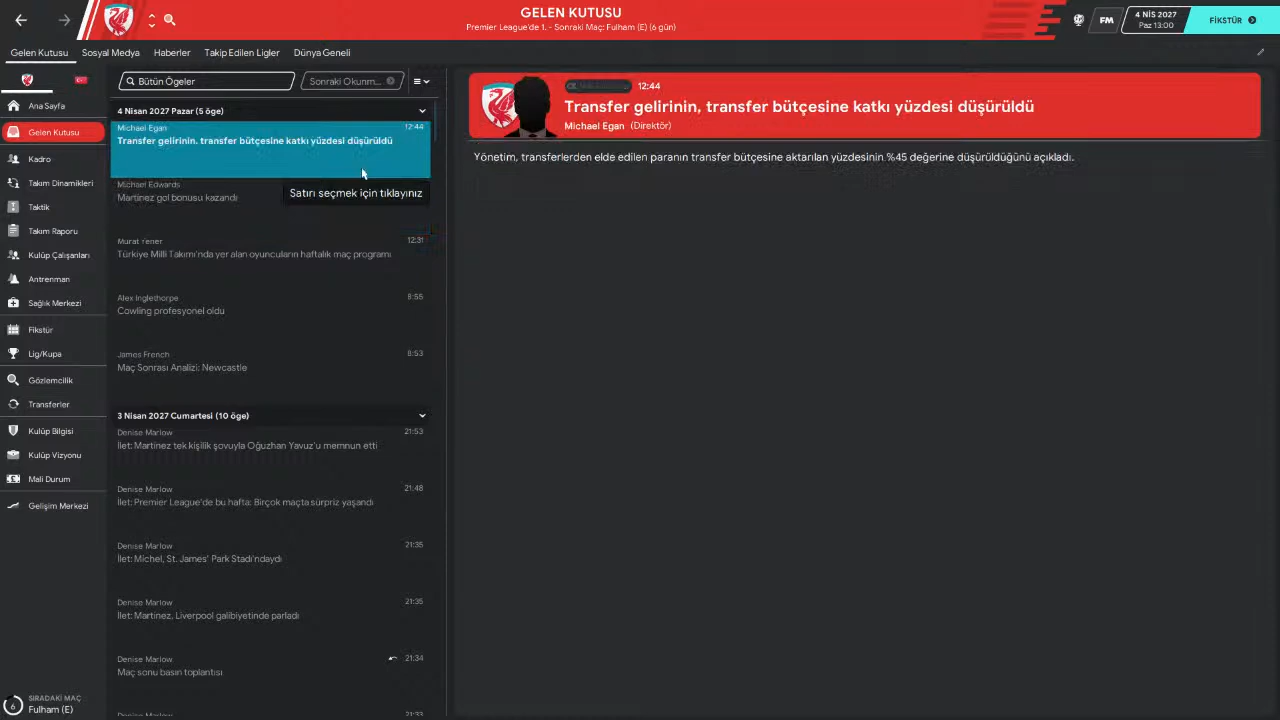 GELEN KUTUSU
Premier League'de 1. - Sonraki Maç: Fulham (E) (6 gün)
FM
4 NİS 2027
Paz 13:00
FİKSTÜR
Gelen Kutusu
Sosyal Medya
Haberler
Takip Edilen Ligler
Dünya Geneli
Ana Sayfa
Gelen Kutusu
Kadro
Takım Dinamikleri
Taktik
Takım Raporu
Kulüp Çalışanları
Antrenman
Sağlık Merkezi
Fikstür
Lig/Kupa
Gözlemcilik
Transferler
Kulüp Bilgisi
Kulüp Vizyonu
Mali Durum
Gelişim Merkezi
SIRADAKİ MAÇ
6
Fulham (E)
Bütün Ögeler
Sonraki Okunm...
4 Nisan 2027 Pazar (5 öge)
Michael Egan 12:44
Transfer gelirinin, transfer bütçesine katkı yüzdesi düşürüldü
Michael Edwards
Martinez gol bonusu kazandı
Satırı seçmek için tıklayınız
Murat Yener 12:31
Türkiye Milli Takımı'nda yer alan oyuncuların haftalık maç programı
Alex Inglethorpe 8:55
Cowling profesyonel oldu
James French 8:53
Maç Sonrası Analizi: Newcastle
3 Nisan 2027 Cumartesi (10 öge)
Denise Marlow 21:53
İlet: Martinez tek kişilik şovuyla Oğuzhan Yavuz'u memnun etti
Denise Marlow 21:48
İlet: Premier League'de bu hafta: Birçok maçta sürpriz yaşandı
Denise Marlow 21:35
İlet: Michel, St. James' Park Stadı'ndaydı
Denise Marlow 21:35
İlet: Martinez, Liverpool galibiyetinde parladı
Denise Marlow 21:34
Maç sonu basın toplantısı
Denise Marlow 21:33
12:44
Transfer gelirinin, transfer bütçesine katkı yüzdesi düşürüldü
Michael Egan (Direktör)
Yönetim, transferlerden elde edilen paranın transfer bütçesine aktarılan yüzdesinin %45 değerine düşürüldüğünü açıkladı.